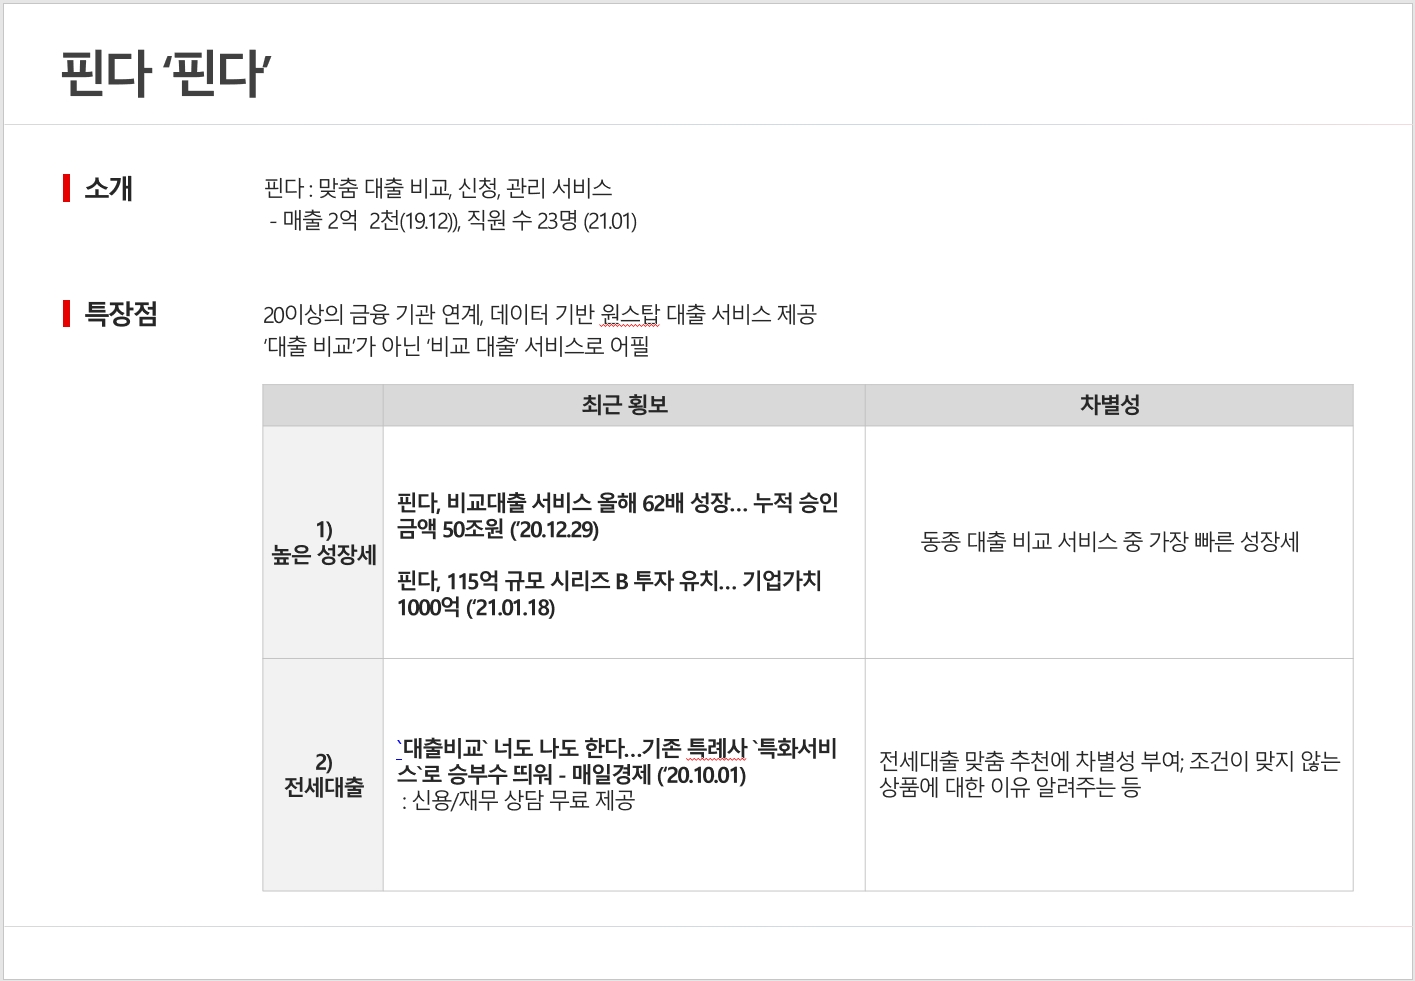 핀다 ‘핀다’
소개
핀다 : 맞춤 대출 비교, 신청, 관리 서비스
- 매출 2억  2천(19.12)), 직원 수 23명 (21.01)
특장점
20이상의 금융 기관 연계, 데이터 기반 원스탑 대출 서비스 제공
‘대출 비교’가 아닌 ‘비교 대출’ 서비스로 어필
최근 횡보
차별성
1)
높은 성장세
핀다, 비교대출 서비스 올해 62배 성장… 누적 승인
금액 50조원 (’20.12.29)
핀다, 115억 규모 시리즈 B 투자 유치… 기업가치
1000억 (‘21.01.18)
동종 대출 비교 서비스 중 가장 빠른 성장세
2)
전세대출
`대출비교` 너도 나도 한다…기존 특례사 `특화서비
스`로 승부수 띄워 - 매일경제 (’20.10.01)
: 신용/재무 상담 무료 제공
전세대출 맞춤 추천에 차별성 부여; 조건이 맞지 않는
상품에 대한 이유 알려주는 등